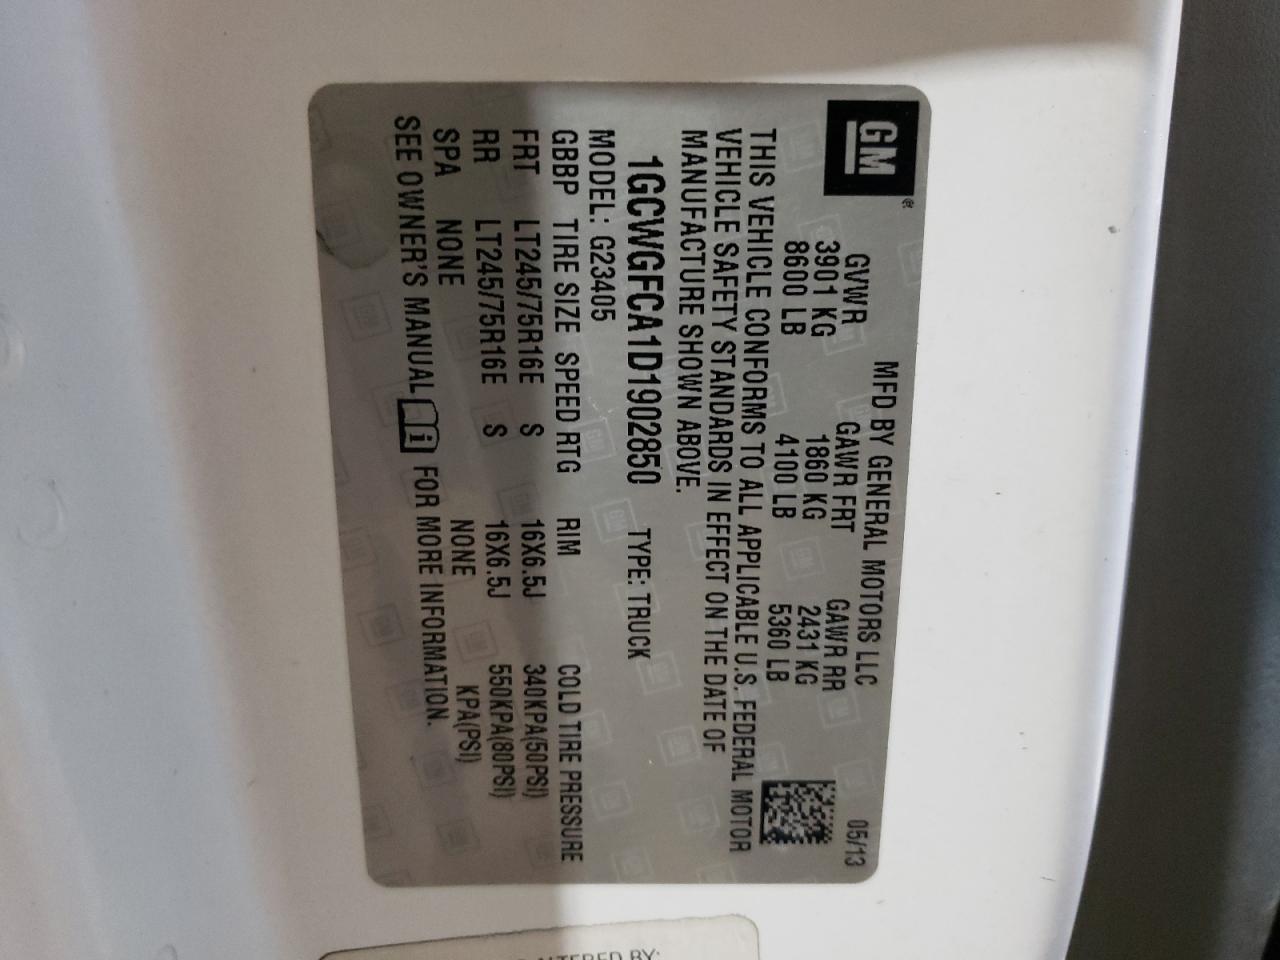 GM
MFD BY GENERAL MOTORS LLC 05/13
GVWR GAWR FRT GAWR RR
3901 KG 1860 KG 2431 KG
8600 LB 4100 LB 5360 LB
THIS VEHICLE CONFORMS TO ALL APPLICABLE U.S. FEDERAL MOTOR
VEHICLE SAFETY STANDARDS IN EFFECT ON THE DATE OF
MANUFACTURE SHOWN ABOVE.
1GCWGFCA1D1902850 TYPE: TRUCK
MODEL: G23405
GBBP TIRE SIZE SPEED RTG RIM COLD TIRE PRESSURE
FRT LT245/75R16E S 16X6.5J 340KPA(50PSI)
RR LT245/75R16E S 16X6.5J 550KPA(80PSI)
SPA NONE NONE KPA(PSI)
SEE OWNER'S MANUAL FOR MORE INFORMATION.
ALTERED BY: